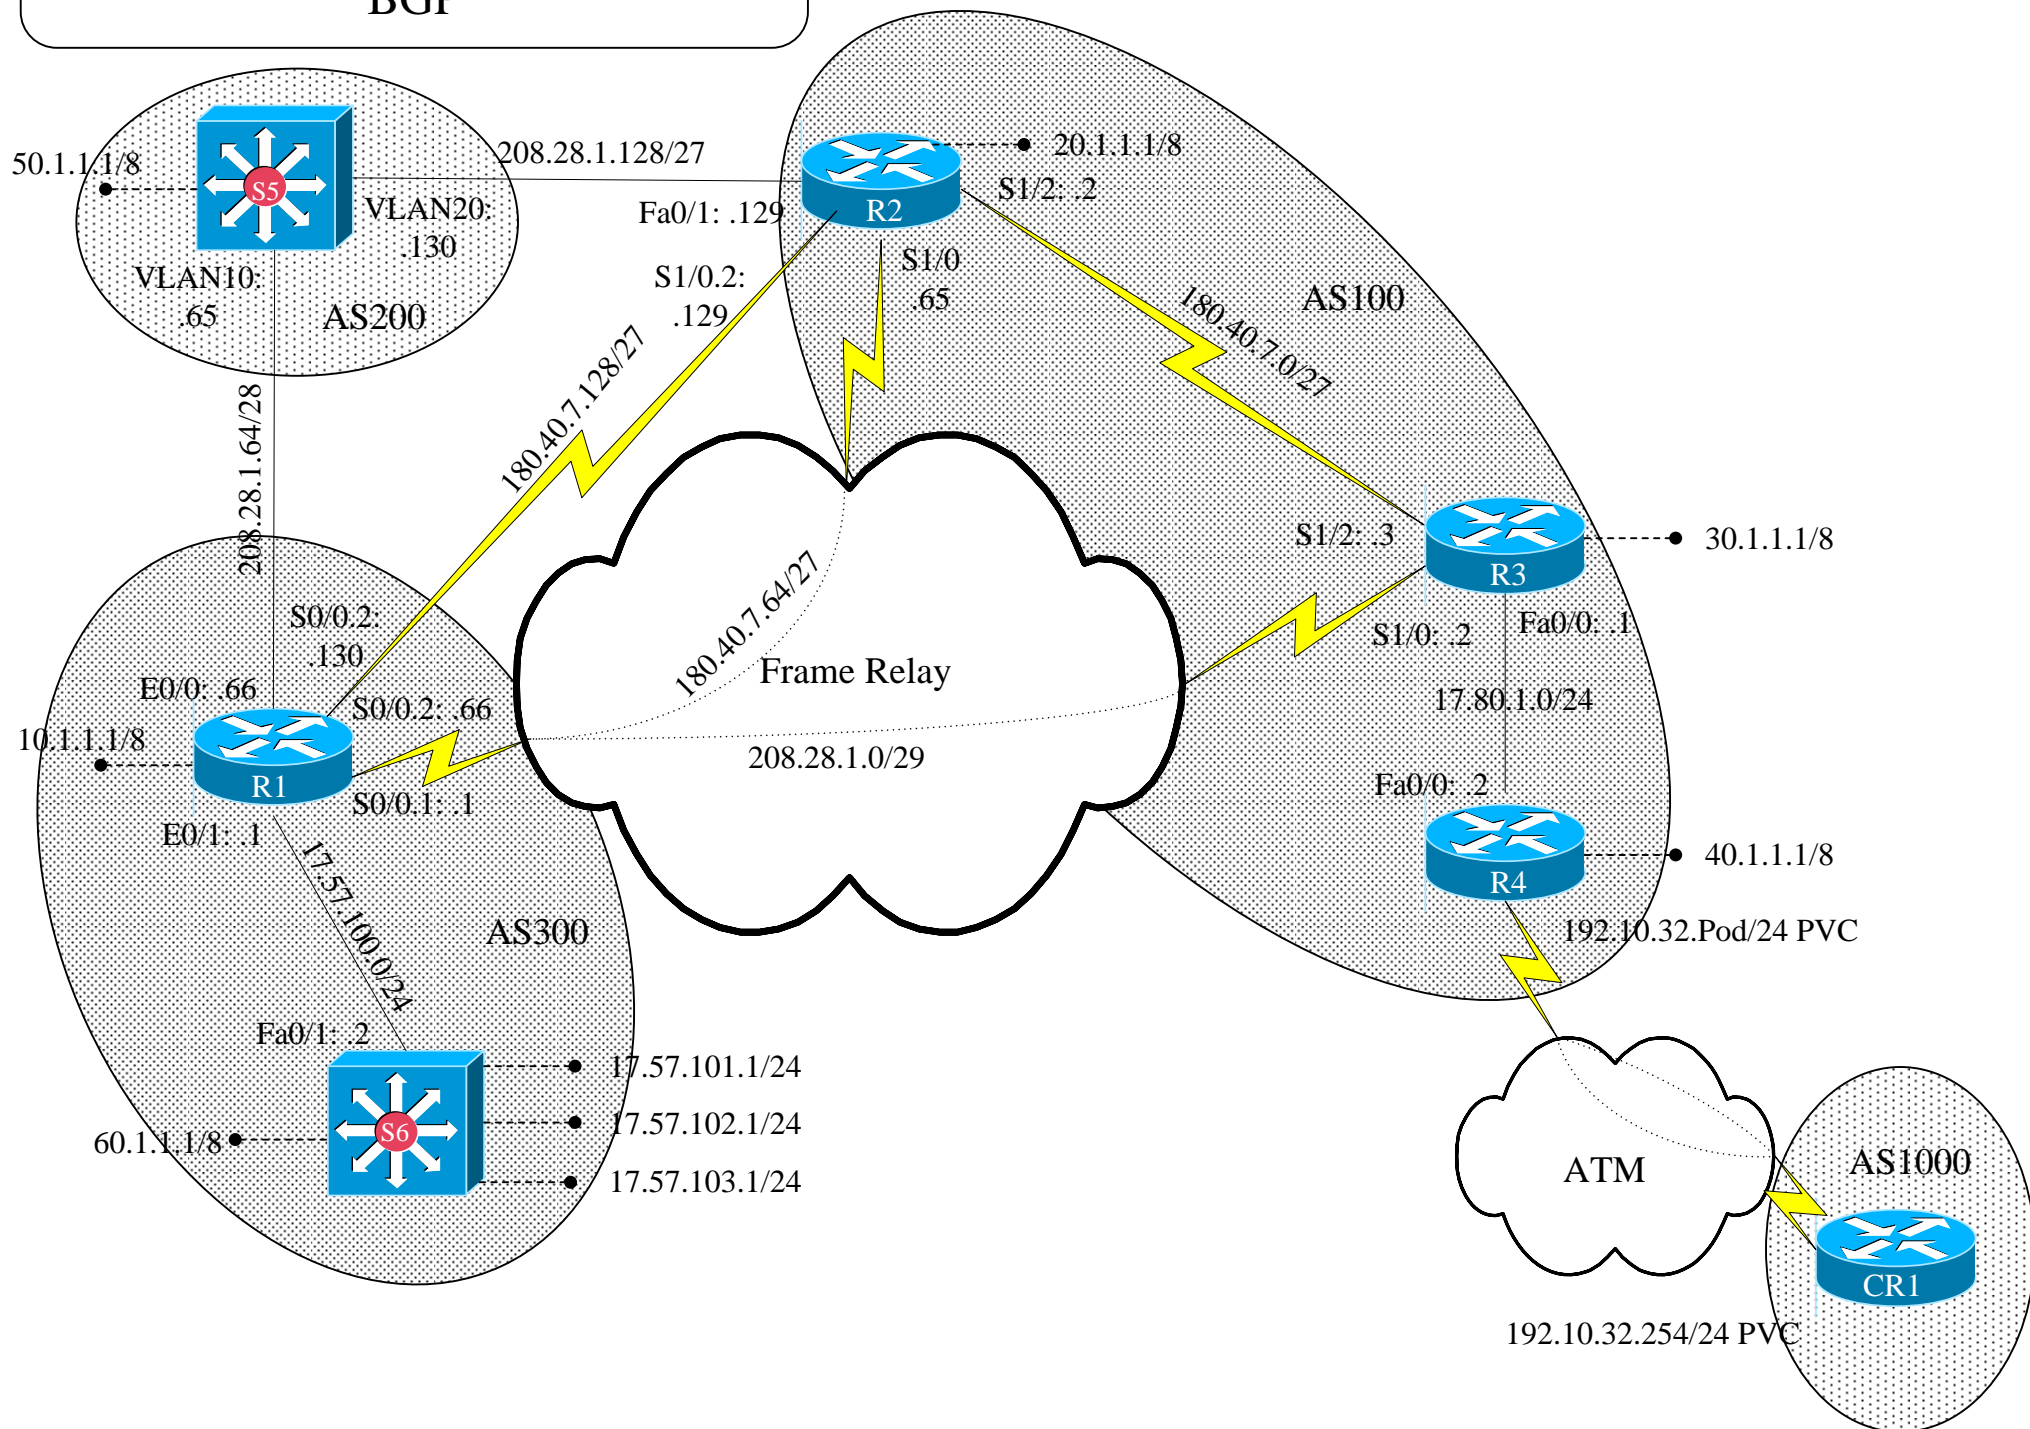 BGP
50.1.1.1/8
S5
208.28.1.128/27
VLAN20:
.130
VLAN10:
.65
AS200
Fa0/1: .129
R2
20.1.1.1/8
S1/2: .2
S1/0
.65
S1/0.2:
.129
AS100
180.40.7.0/27
180.40.7.128/27
208.28.1.64/28
S1/2: .3
R3
30.1.1.1/8
S1/0: .2
Fa0/0: .1
17.80.1.0/24
180.40.7.64/27
Frame Relay
208.28.1.0/29
S0/0.2:
.130
E0/0: .66
S0/0.2: .66
10.1.1.1/8
R1
S0/0.1: .1
E0/1: .1
17.57.100.0/24
AS300
Fa0/0: .2
R4
40.1.1.1/8
192.10.32.Pod/24 PVC
Fa0/1: .2
S6
60.1.1.1/8
17.57.101.1/24
17.57.102.1/24
17.57.103.1/24
ATM
AS1000
CR1
192.10.32.254/24 PVC